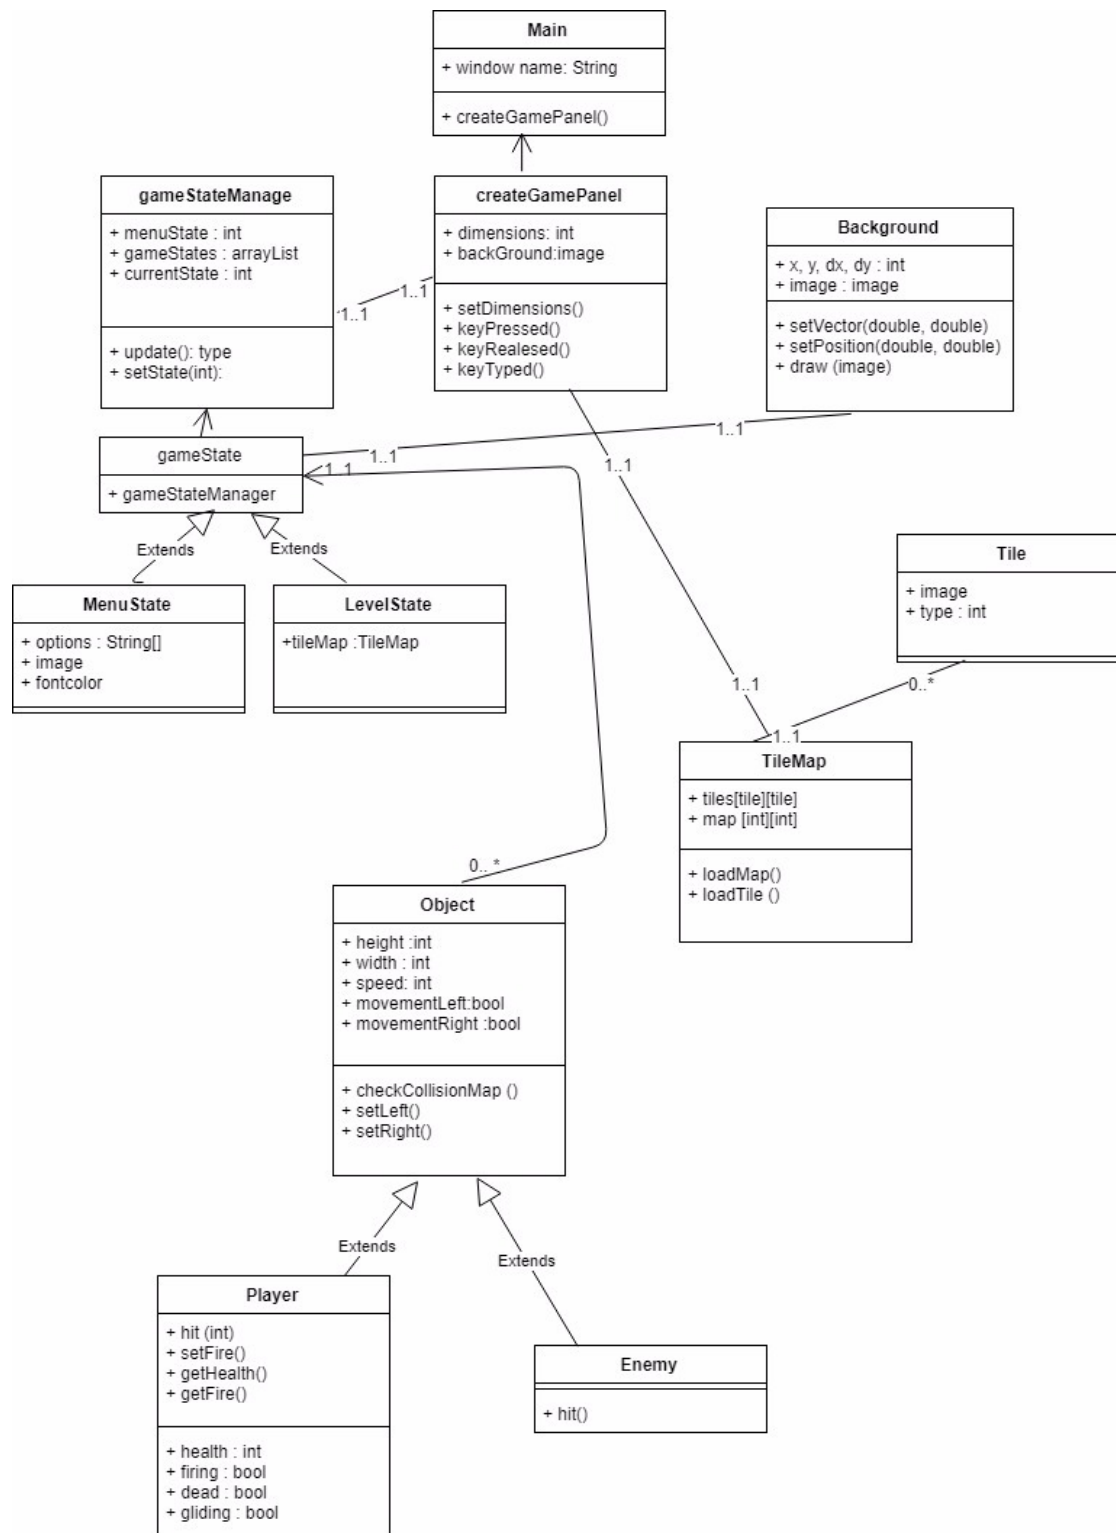 Main
+ window name: String
+ createGamePanel()
gameStateManage
+ menuState : int
+ gameStates : arrayList
+ currentState : int
+ update(): type
+ setState(int):
createGamePanel
+ dimensions: int
+ backGround:image
+ setDimensions()
+ keyPressed()
+ keyRealesed()
+ keyTyped()
Background
+ x, y, dx, dy : int
+ image : image
+ setVector(double, double)
+ setPosition(double, double)
+ draw (image)
1..1
1..1
gameState
+ gameStateManager
1..1
1..1
1..1
1..1
Extends
Extends
MenuState
+ options : String[]
+ image
+ fontcolor
LevelState
+tileMap :TileMap
Tile
+ image
+ type : int
1..1
0..*
1..1
TileMap
+ tiles[tile][tile]
+ map [int][int]
+ loadMap()
+ loadTile ()
0.. *
Object
+ height :int
+ width : int
+ speed: int
+ movementLeft:bool
+ movementRight :bool
+ checkCollisionMap ()
+ setLeft()
+ setRight()
Extends
Extends
Player
+ hit (int)
+ setFire()
+ getHealth()
+ getFire()
+ health : int
+ firing : bool
+ dead : bool
+ gliding : bool
Enemy
+ hit()